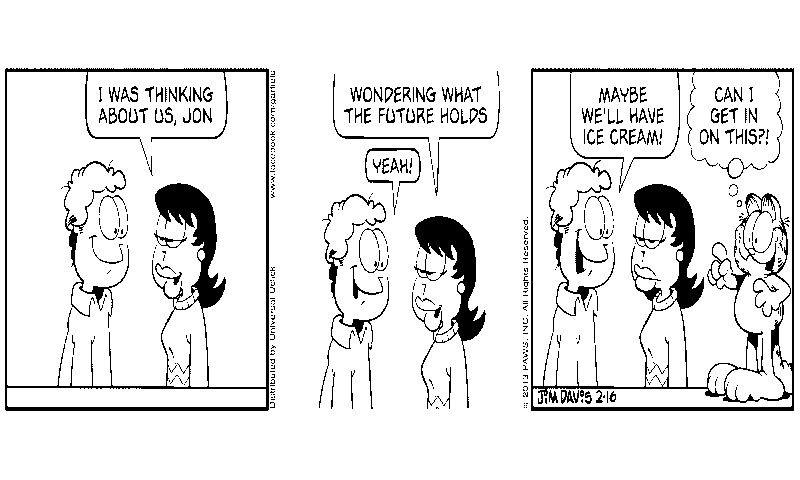 I WAS THINKING
ABOUT US, JON
www.facebook.com/garfield
Distributed by Universal Uclick
WONDERING WHAT
THE FUTURE HOLDS
YEAH!
© 2013 PAWS, INC. All Rights Reserved.
MAYBE
WE'LL HAVE
ICE CREAM!
CAN I
GET IN
ON THIS?!
JIM DAVIS 2-16